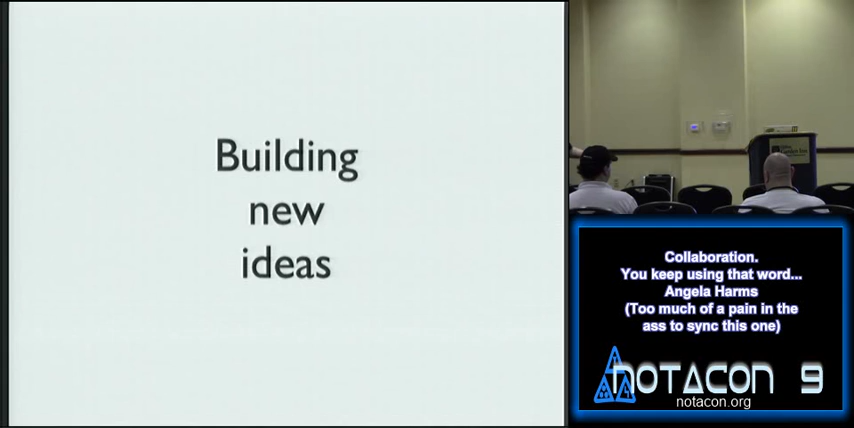 Building
new
ideas
Collaboration.
You keep using that word...
Angela Harms
(Too much of a pain in the
ass to sync this one)
NOTACON 9
notacon.org